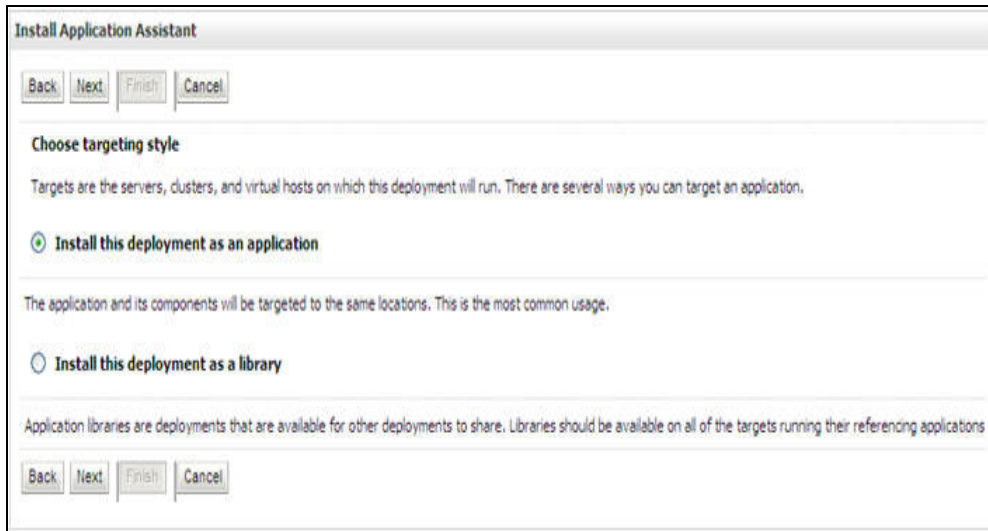 Install Application Assistant
Back Next Finish Cancel
Choose targeting style
Targets are the servers, clusters, and virtual hosts on which this deployment will run. There are several ways you can target an application.
Install this deployment as an application
The application and its components will be targeted to the same locations. This is the most common usage.
Install this deployment as a library
Application libraries are deployments that are available for other deployments to share. Libraries should be available on all of the targets running their referencing applications
Back Next Finish Cancel